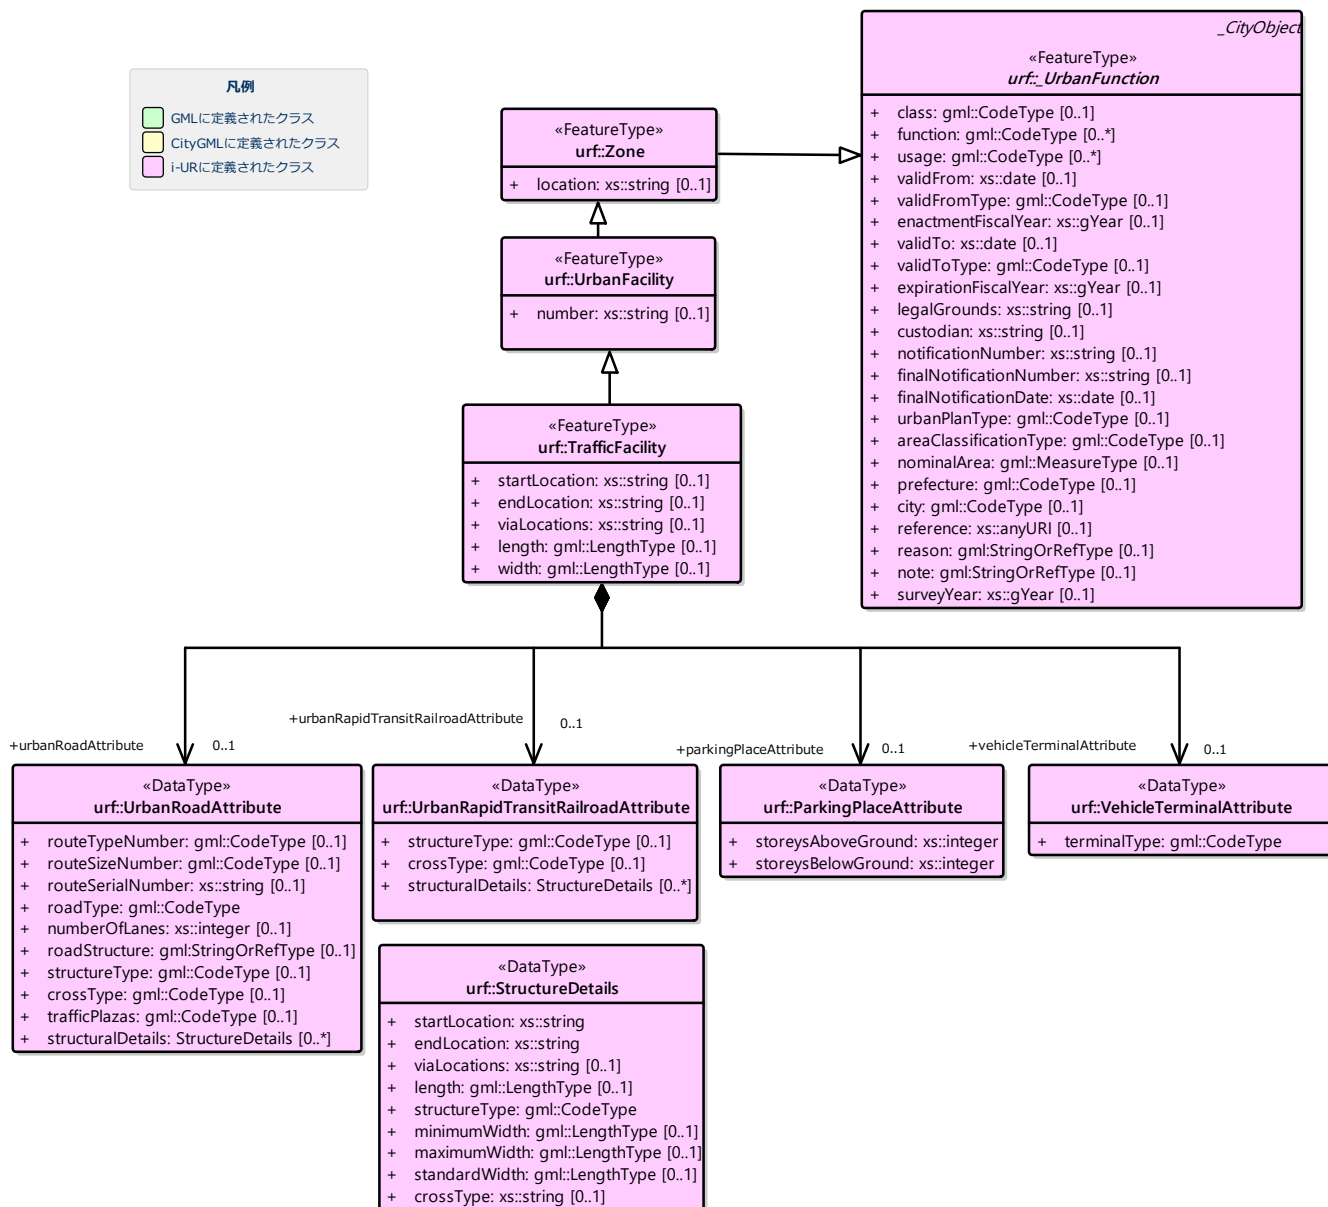 凡例
GMLに定義されたクラス
CityGMLに定義されたクラス
i-URに定義されたクラス
_CityObject
«FeatureType»
urf::_UrbanFunction
+ class: gml::CodeType [0..1]
+ function: gml::CodeType [0..*]
+ usage: gml::CodeType [0..*]
+ validFrom: xs::date [0..1]
+ validFromType: gml::CodeType [0..1]
+ enactmentFiscalYear: xs::gYear [0..1]
+ validTo: xs::date [0..1]
+ validToType: gml::CodeType [0..1]
+ expirationFiscalYear: xs::gYear [0..1]
+ legalGrounds: xs::string [0..1]
+ custodian: xs::string [0..1]
+ notificationNumber: xs::string [0..1]
+ finalNotificationNumber: xs::string [0..1]
+ finalNotificationDate: xs::date [0..1]
+ urbanPlanType: gml::CodeType [0..1]
+ areaClassificationType: gml::CodeType [0..1]
+ nominalArea: gml::MeasureType [0..1]
+ prefecture: gml::CodeType [0..1]
+ city: gml::CodeType [0..1]
+ reference: xs::anyURI [0..1]
+ reason: gml:StringOrRefType [0..1]
+ note: gml:StringOrRefType [0..1]
+ surveyYear: xs::gYear [0..1]
«FeatureType»
urf::Zone
+ location: xs::string [0..1]
«FeatureType»
urf::UrbanFacility
+ number: xs::string [0..1]
«FeatureType»
urf::TrafficFacility
+ startLocation: xs::string [0..1]
+ endLocation: xs::string [0..1]
+ viaLocations: xs::string [0..1]
+ length: gml::LengthType [0..1]
+ width: gml::LengthType [0..1]
+urbanRoadAttribute 0..1
+urbanRapidTransitRailroadAttribute 0..1
+parkingPlaceAttribute 0..1
+vehicleTerminalAttribute 0..1
«DataType»
urf::UrbanRoadAttribute
+ routeTypeNumber: gml::CodeType [0..1]
+ routeSizeNumber: gml::CodeType [0..1]
+ routeSerialNumber: xs::string [0..1]
+ roadType: gml::CodeType
+ numberOfLanes: xs::integer [0..1]
+ roadStructure: gml:StringOrRefType [0..1]
+ structureType: gml::CodeType [0..1]
+ crossType: gml::CodeType [0..1]
+ trafficPlazas: gml::CodeType [0..1]
+ structuralDetails: StructureDetails [0..*]
«DataType»
urf::UrbanRapidTransitRailroadAttribute
+ structureType: gml::CodeType [0..1]
+ crossType: gml::CodeType [0..1]
+ structuralDetails: StructureDetails [0..*]
«DataType»
urf::ParkingPlaceAttribute
+ storeysAboveGround: xs::integer
+ storeysBelowGround: xs::integer
«DataType»
urf::VehicleTerminalAttribute
+ terminalType: gml::CodeType
«DataType»
urf::StructureDetails
+ startLocation: xs::string
+ endLocation: xs::string
+ viaLocations: xs::string [0..1]
+ length: gml::LengthType [0..1]
+ structureType: gml::CodeType
+ minimumWidth: gml::LengthType [0..1]
+ maximumWidth: gml::LengthType [0..1]
+ standardWidth: gml::LengthType [0..1]
+ crossType: xs::string [0..1]